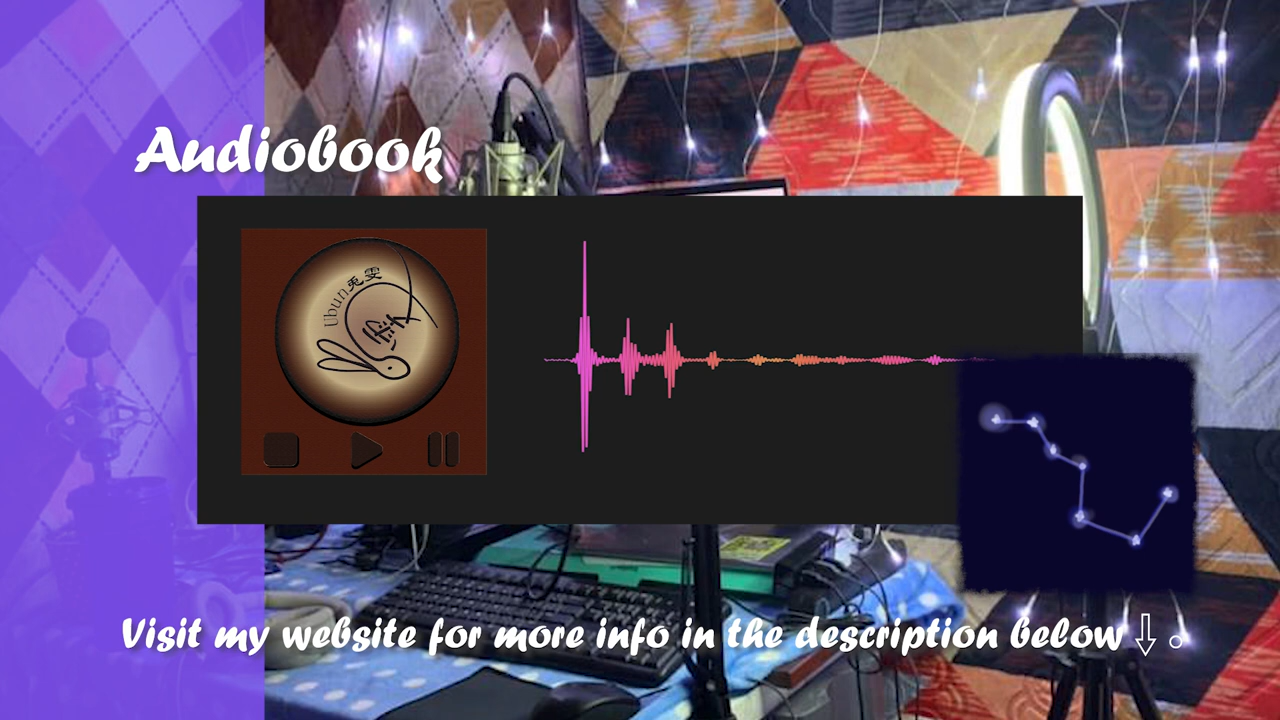 Audiobook
Ubun兎雯
Visit my website for more info in the description below⇩